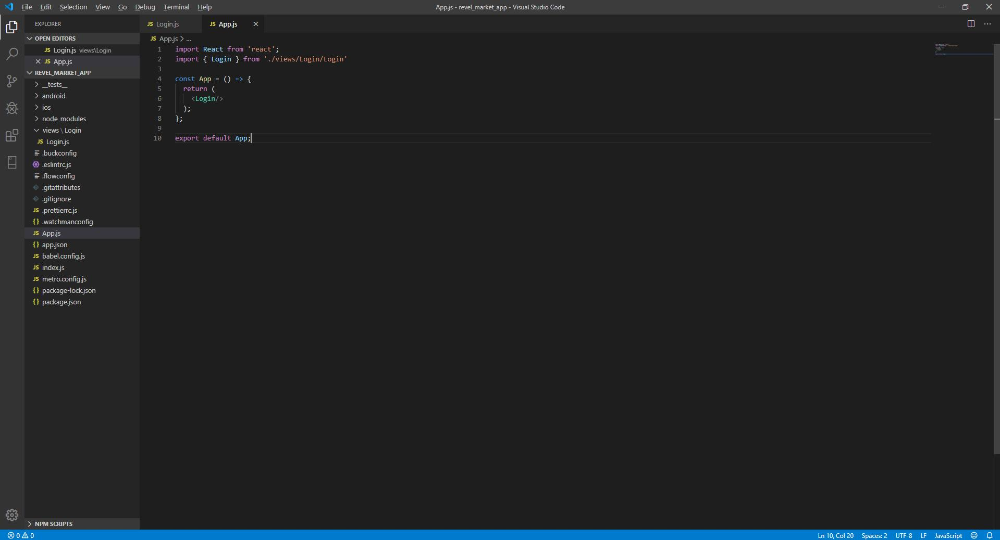 File Edit Selection View Go Debug Terminal Help
App.js - revel_market_app - Visual Studio Code
EXPLORER
OPEN EDITORS
JS Login.js views\Login
JS App.js
REVEL_MARKET_APP
__tests__
android
ios
node_modules
views \ Login
JS Login.js
.buckconfig
.eslintrc.js
.flowconfig
.gitattributes
.gitignore
JS .prettierrc.js
{} .watchmanconfig
JS App.js
{} app.json
JS babel.config.js
JS index.js
JS metro.config.js
{} package-lock.json
{} package.json
NPM SCRIPTS
JS Login.js
JS App.js
JS App.js > ...
1 import React from 'react';
2 import { Login } from './views/Login/Login'
3
4 const App = () => {
5 return (
6 <Login/>
7 );
8 };
9
10 export default App;
0 0
Ln 10, Col 20 Spaces: 2 UTF-8 LF JavaScript